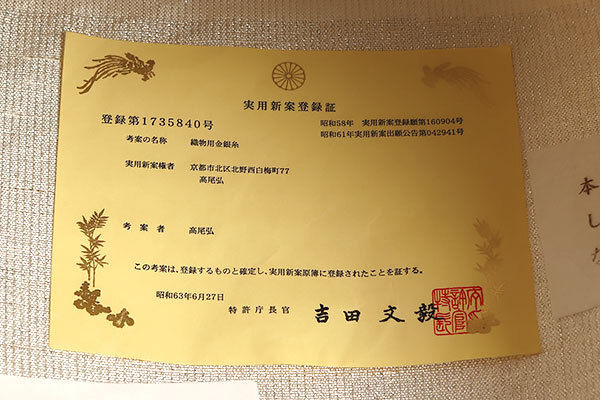 実用新案登録証
登録第1735840号
昭和58年 実用新案登録願第160904号
昭和61年実用新案出願公告第042941号
考案の名称 織物用金銀糸
実用新案権者 京都市北区北野西白梅町77
高尾弘
考案者 高尾弘
この考案は、登録するものと確定し、実用新案原簿に登録されたことを証する。
昭和63年6月27日
特許庁長官 吉田文毅
本
し
な